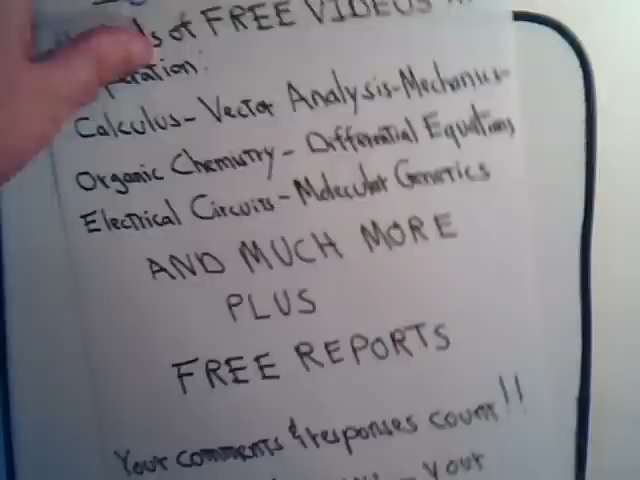 of FREE VIDEOS
Calculus - Vector Analysis - Mechanics -
Organic Chemistry - Differential Equations
Electrical Circuits - Molecular Genetics
AND MUCH MORE
PLUS
FREE REPORTS
Your comments & responses count!!
your